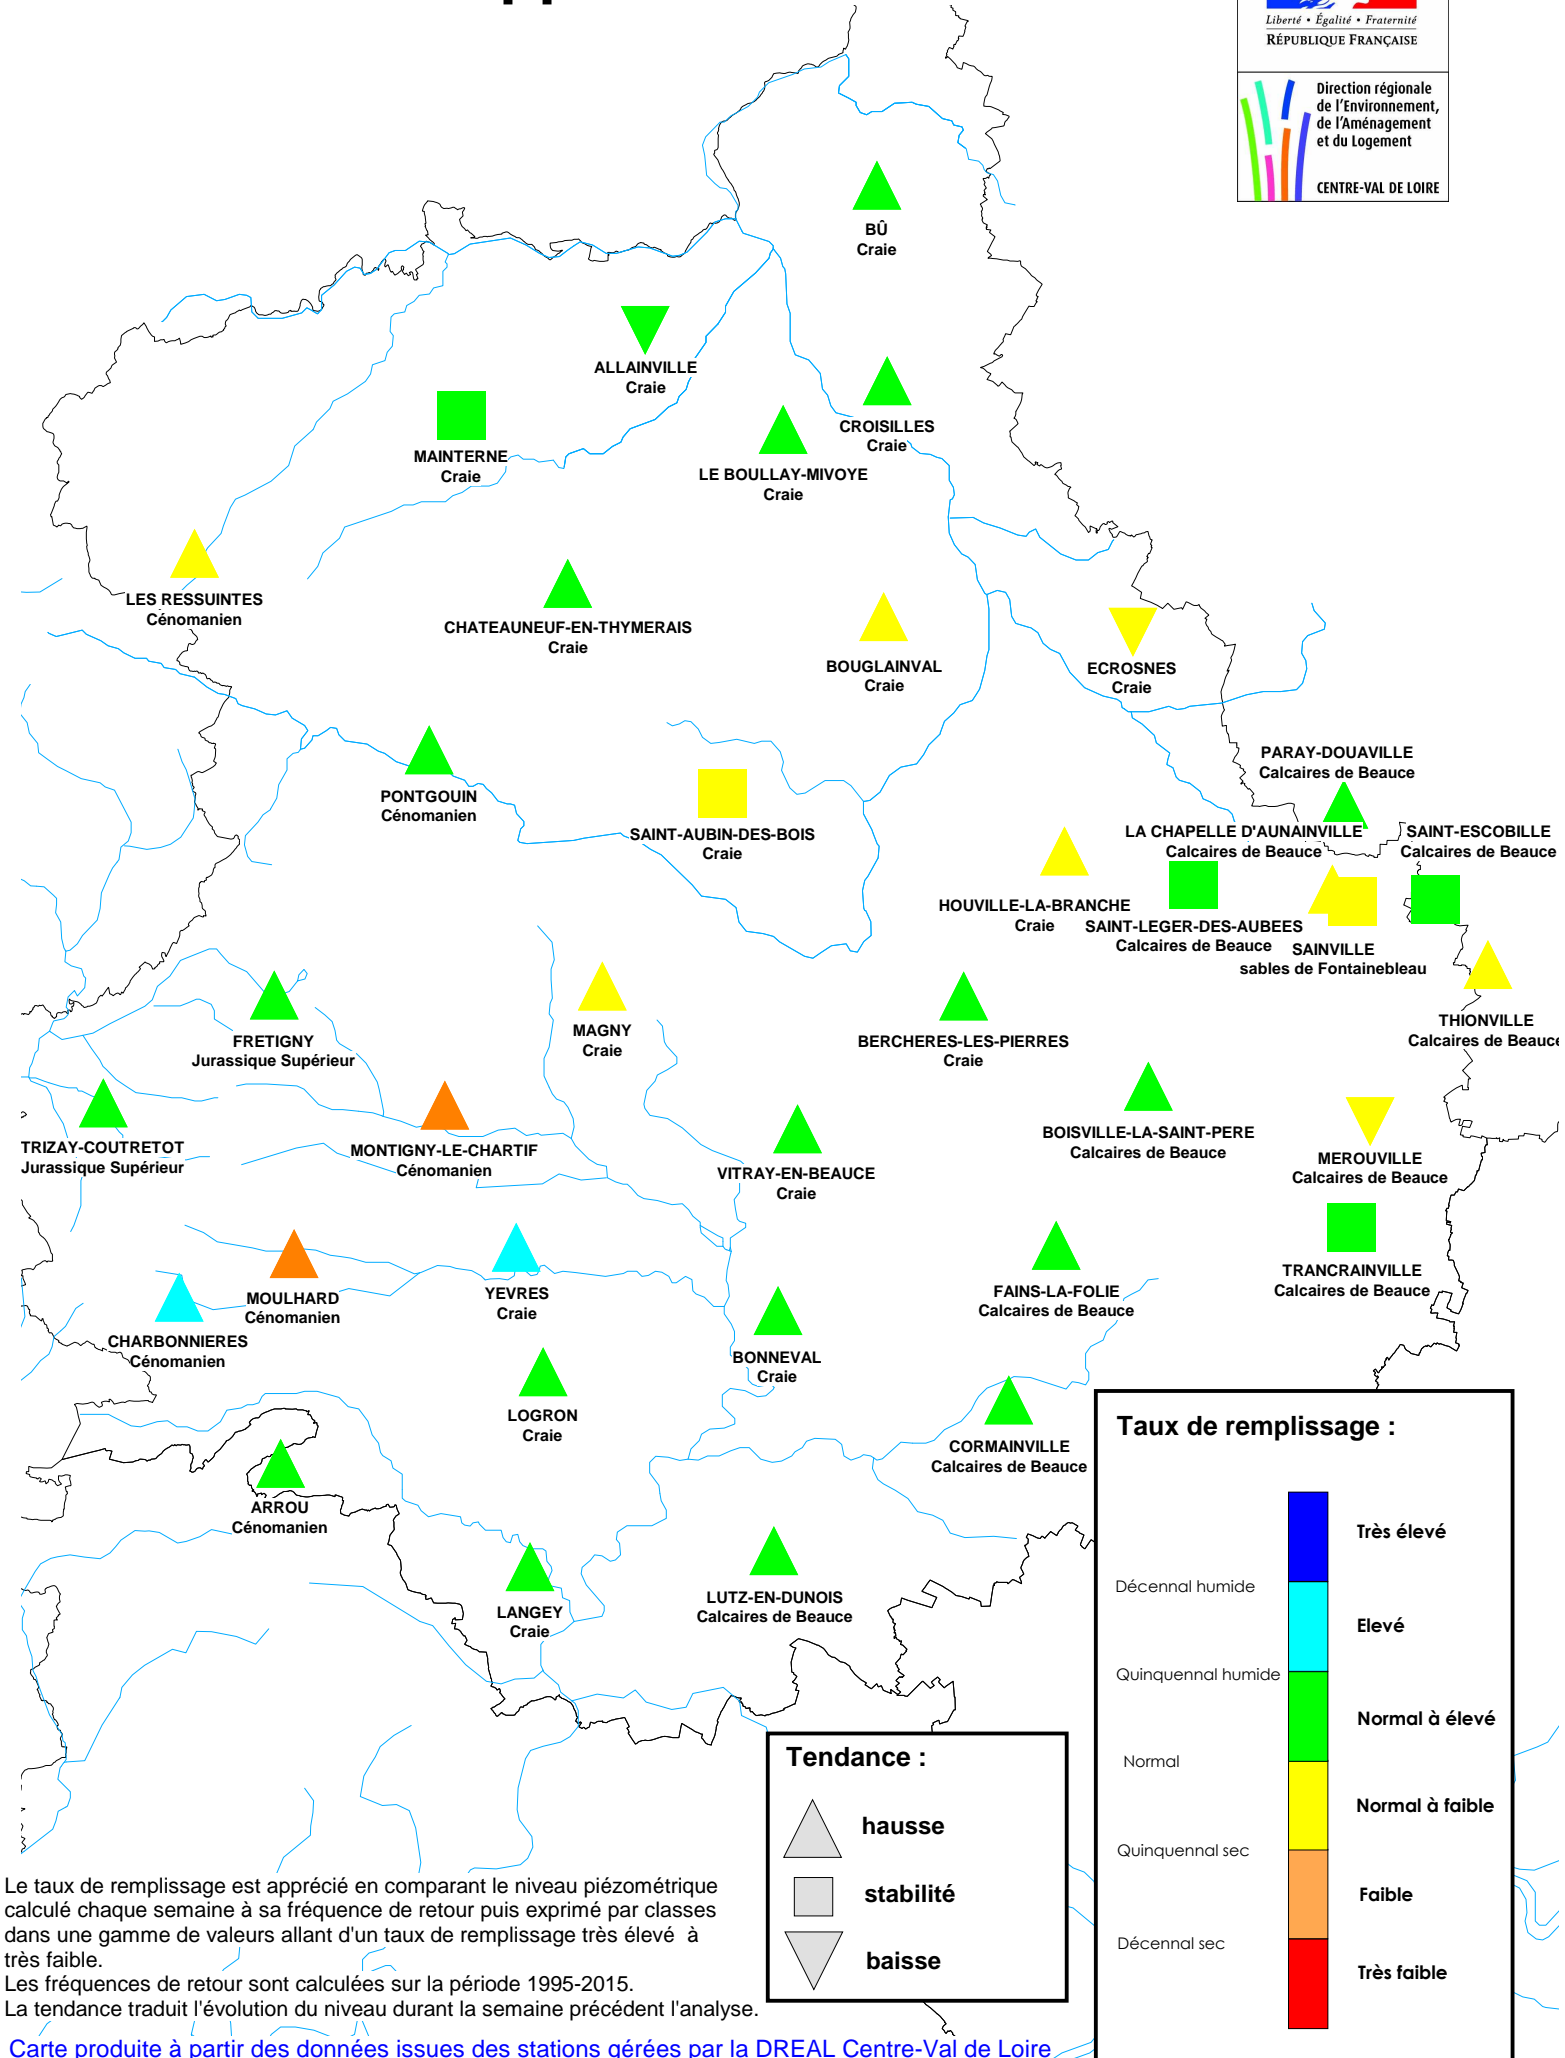 Liberté • Égalité • Fraternité
RÉPUBLIQUE FRANÇAISE
Direction régionale
de l'Environnement,
de l'Aménagement
et du Logement
CENTRE-VAL DE LOIRE
BÛ
Craie
ALLAINVILLE
Craie
CROISILLES
Craie
MAINTERNE
Craie
LE BOULLAY-MIVOYE
Craie
LES RESSUINTES
Cénomanien
CHATEAUNEUF-EN-THYMERAIS
Craie
BOUGLAINVAL
Craie
ECROSNES
Craie
PARAY-DOUAVILLE
Calcaires de Beauce
PONTGOUIN
Cénomanien
SAINT-AUBIN-DES-BOIS
Craie
LA CHAPELLE D'AUNAINVILLE
Calcaires de Beauce
SAINT-ESCOBILLE
Calcaires de Beauce
HOUVILLE-LA-BRANCHE
Craie
SAINT-LEGER-DES-AUBEES
Calcaires de Beauce
SAINVILLE
sables de Fontainebleau
THIONVILLE
Calcaires de Beauce
FRETIGNY
Jurassique Supérieur
MAGNY
Craie
BERCHERES-LES-PIERRES
Craie
TRIZAY-COUTRETOT
Jurassique Supérieur
MONTIGNY-LE-CHARTIF
Cénomanien
VITRAY-EN-BEAUCE
Craie
BOISVILLE-LA-SAINT-PERE
Calcaires de Beauce
MEROUVILLE
Calcaires de Beauce
TRANCRAINVILLE
Calcaires de Beauce
MOULHARD
Cénomanien
YEVRES
Craie
FAINS-LA-FOLIE
Calcaires de Beauce
CHARBONNIERES
Cénomanien
BONNEVAL
Craie
LOGRON
Craie
CORMAINVILLE
Calcaires de Beauce
ARROU
Cénomanien
LANGEY
Craie
LUTZ-EN-DUNOIS
Calcaires de Beauce
Taux de remplissage :
Très élevé
Décennal humide
Elevé
Quinquennal humide
Normal à élevé
Normal
Normal à faible
Quinquennal sec
Faible
Décennal sec
Très faible
Tendance :
hausse
stabilité
baisse
Le taux de remplissage est apprécié en comparant le niveau piézométrique
calculé chaque semaine à sa fréquence de retour puis exprimé par classes
dans une gamme de valeurs allant d'un taux de remplissage très élevé à
très faible.
Les fréquences de retour sont calculées sur la période 1995-2015.
La tendance traduit l'évolution du niveau durant la semaine précédent l'analyse.
Carte produite à partir des données issues des stations gérées par la DREAL Centre-Val de Loire